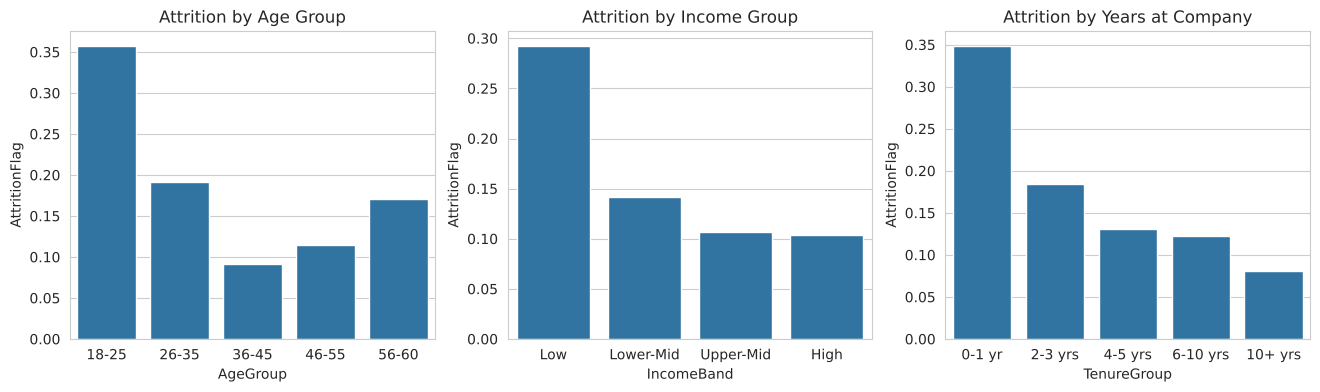 Attrition by Age Group
AttritionFlag
0.35
0.30
0.25
0.20
0.15
0.10
0.05
0.00
18-25 26-35 36-45 46-55 56-60
AgeGroup
Attrition by Income Group
AttritionFlag
0.30
0.25
0.20
0.15
0.10
0.05
0.00
Low Lower-Mid Upper-Mid High
IncomeBand
Attrition by Years at Company
AttritionFlag
0.35
0.30
0.25
0.20
0.15
0.10
0.05
0.00
0-1 yr 2-3 yrs 4-5 yrs 6-10 yrs 10+ yrs
TenureGroup